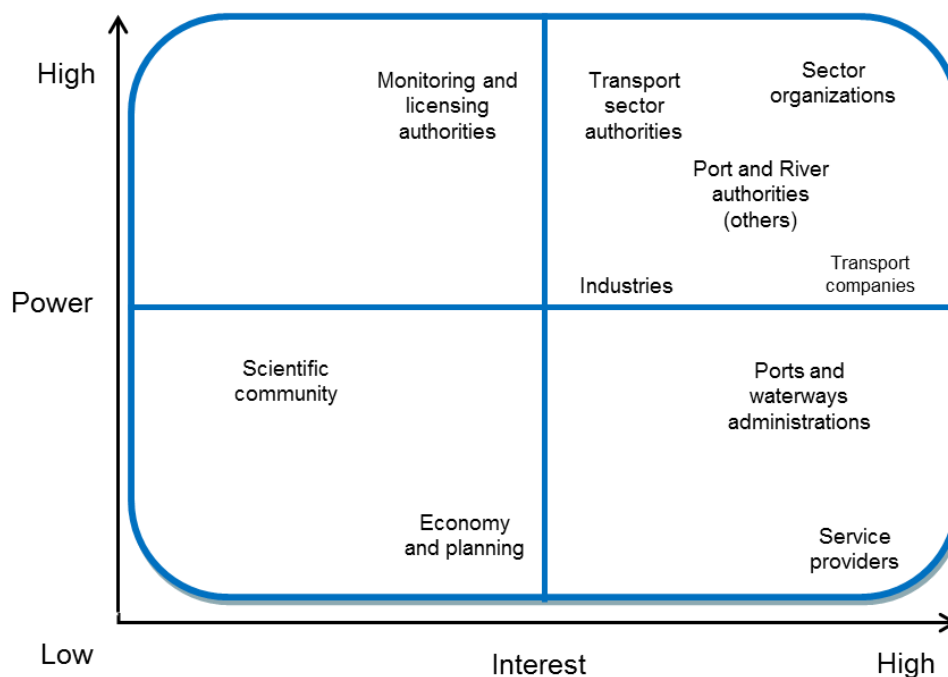 High
Monitoring and
licensing
authorities
Transport
sector
authorities
Sector
organizations
Port and River
authorities
(others)
Industries
Transport
companies
Power
Scientific
community
Ports and
waterways
administrations
Economy
and planning
Service
providers
Low
Interest
High